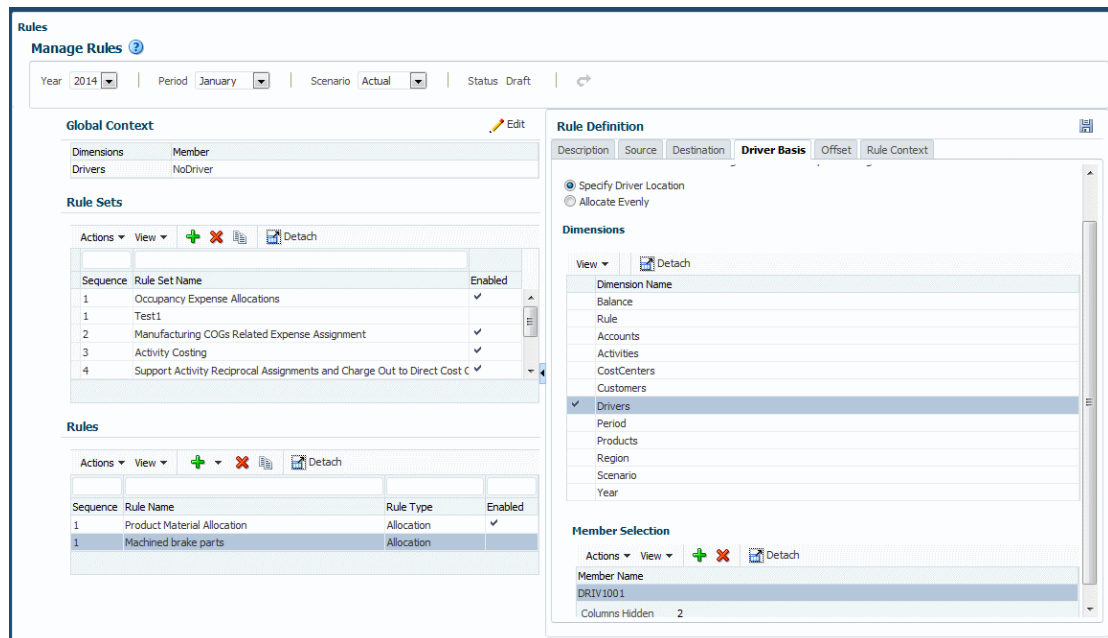 Rules
Manage Rules
Year 2014 Period January Scenario Actual Status Draft
Global Context Edit
Dimensions Member
Drivers NoDriver
Rule Sets
Actions View Detach
Sequence Rule Set Name Enabled
1 Occupancy Expense Allocations
1 Test1
2 Manufacturing COGs Related Expense Assignment
3 Activity Costing
4 Support Activity Reciprocal Assignments and Charge Out to Direct Cost C
Rules
Actions View Detach
Sequence Rule Name Rule Type Enabled
1 Product Material Allocation Allocation
1 Machined brake parts Allocation
Rule Definition
Description Source Destination Driver Basis Offset Rule Context
Specify Driver Location
Allocate Evenly
Dimensions
View Detach
Dimension Name
Balance
Rule
Accounts
Activities
CostCenters
Customers
Drivers
Period
Products
Region
Scenario
Year
Member Selection
Actions View Detach
Member Name
DRIV1001
Columns Hidden 2